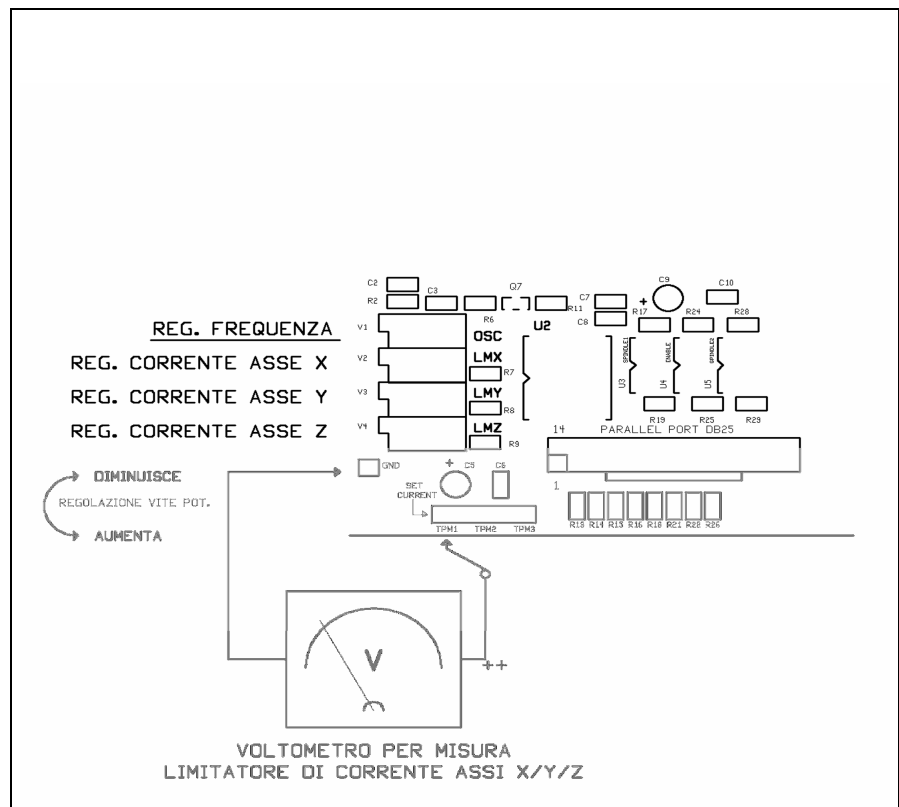 C2
C3
Q7
C7
C9
C10
R2
R6
R11
C8
R17
R24
R28
REG. FREQUENZA
V1
OSC
U2
REG. CORRENTE ASSE X
V2
LMX
R7
SPINDLE1
ENABLE
SPINDLE2
U3
U4
U5
REG. CORRENTE ASSE Y
V3
LMY
R8
R19
R25
R29
REG. CORRENTE ASSE Z
V4
LMZ
R9
14
PARALLEL PORT DB25
GND
+
C5
C6
1
DIMINUISCE
REGOLAZIONE VITE POT.
AUMENTA
SET
CURRENT
TPM1 TPM2 TPM3
R14
R13
R16
R18
R21
R22
R26
V
++
VOLTOMETRO PER MISURA
LIMITATORE DI CORRENTE ASSI X/Y/Z